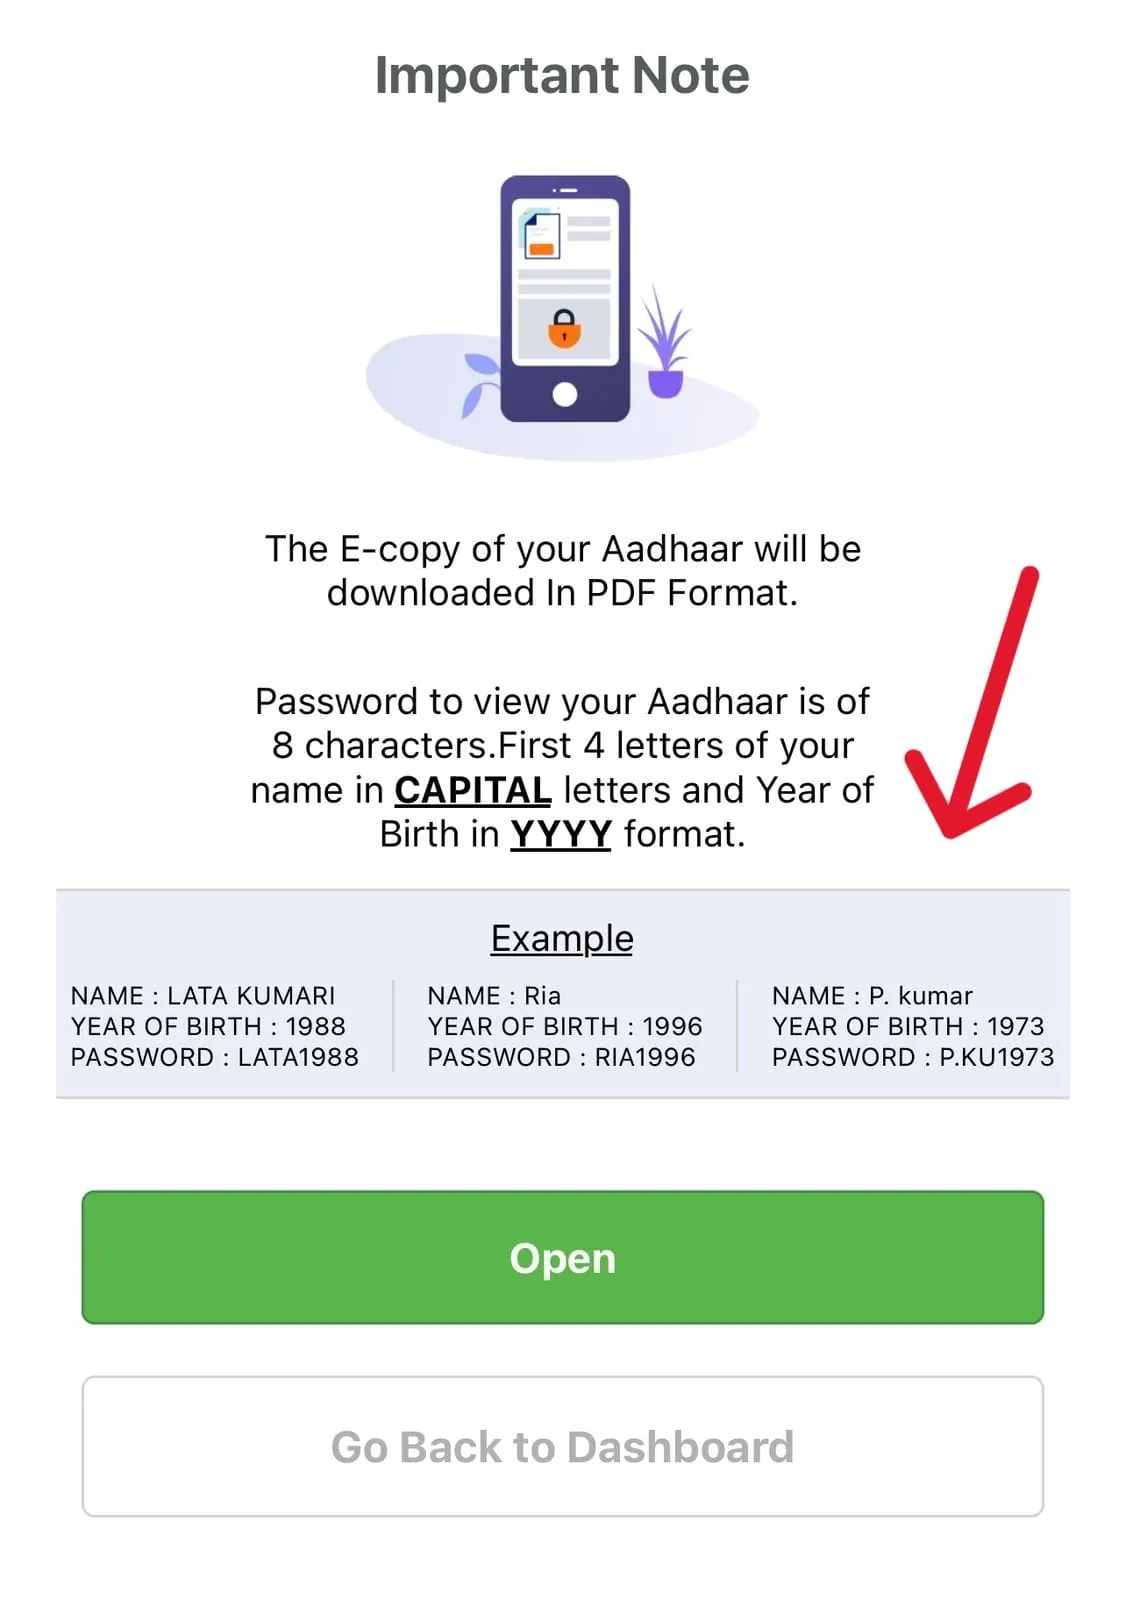 Important Note
The E-copy of your Aadhaar will be
downloaded In PDF Format.
Password to view your Aadhaar is of
8 characters.First 4 letters of your
name in CAPITAL letters and Year of
Birth in YYYY format.
Example
NAME : LATA KUMARI
YEAR OF BIRTH : 1988
PASSWORD : LATA1988
NAME : Ria
YEAR OF BIRTH : 1996
PASSWORD : RIA1996
NAME : P. kumar
YEAR OF BIRTH : 1973
PASSWORD : P.KU1973
Open
Go Back to Dashboard